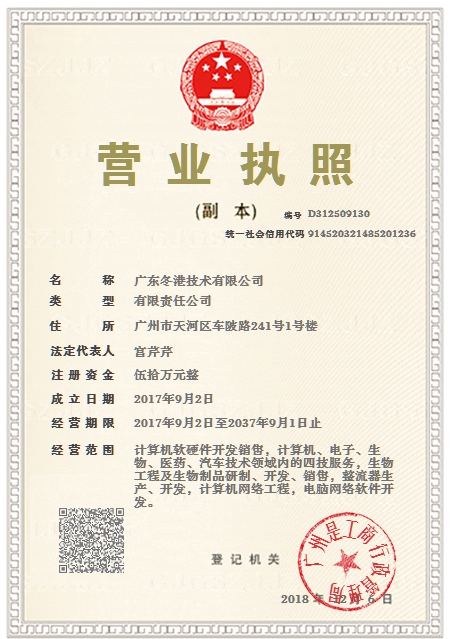 营业执照
(副 本)
编号 D312509130
统一社会信用代码 914520321485201236
名 称 广东冬港技术有限公司
类 型 有限责任公司
住 所 广州市天河区车陂路241号1号楼
法定代表人 官芹芹
注册资金 伍拾万元整
成立日期 2017年9月2日
经营期限 2017年9月2日至2037年9月1日止
经营范围 计算机软硬件开发销售，计算机、电子、生
物、医药、汽车技术领域内的四技服务，生物
工程及生物制品研制、开发、销售，整流器生
产、开发，计算机网络工程，电脑网络软件开
发。
登记机关
广州是工商行政管理局
2018 年 12 月 6 日